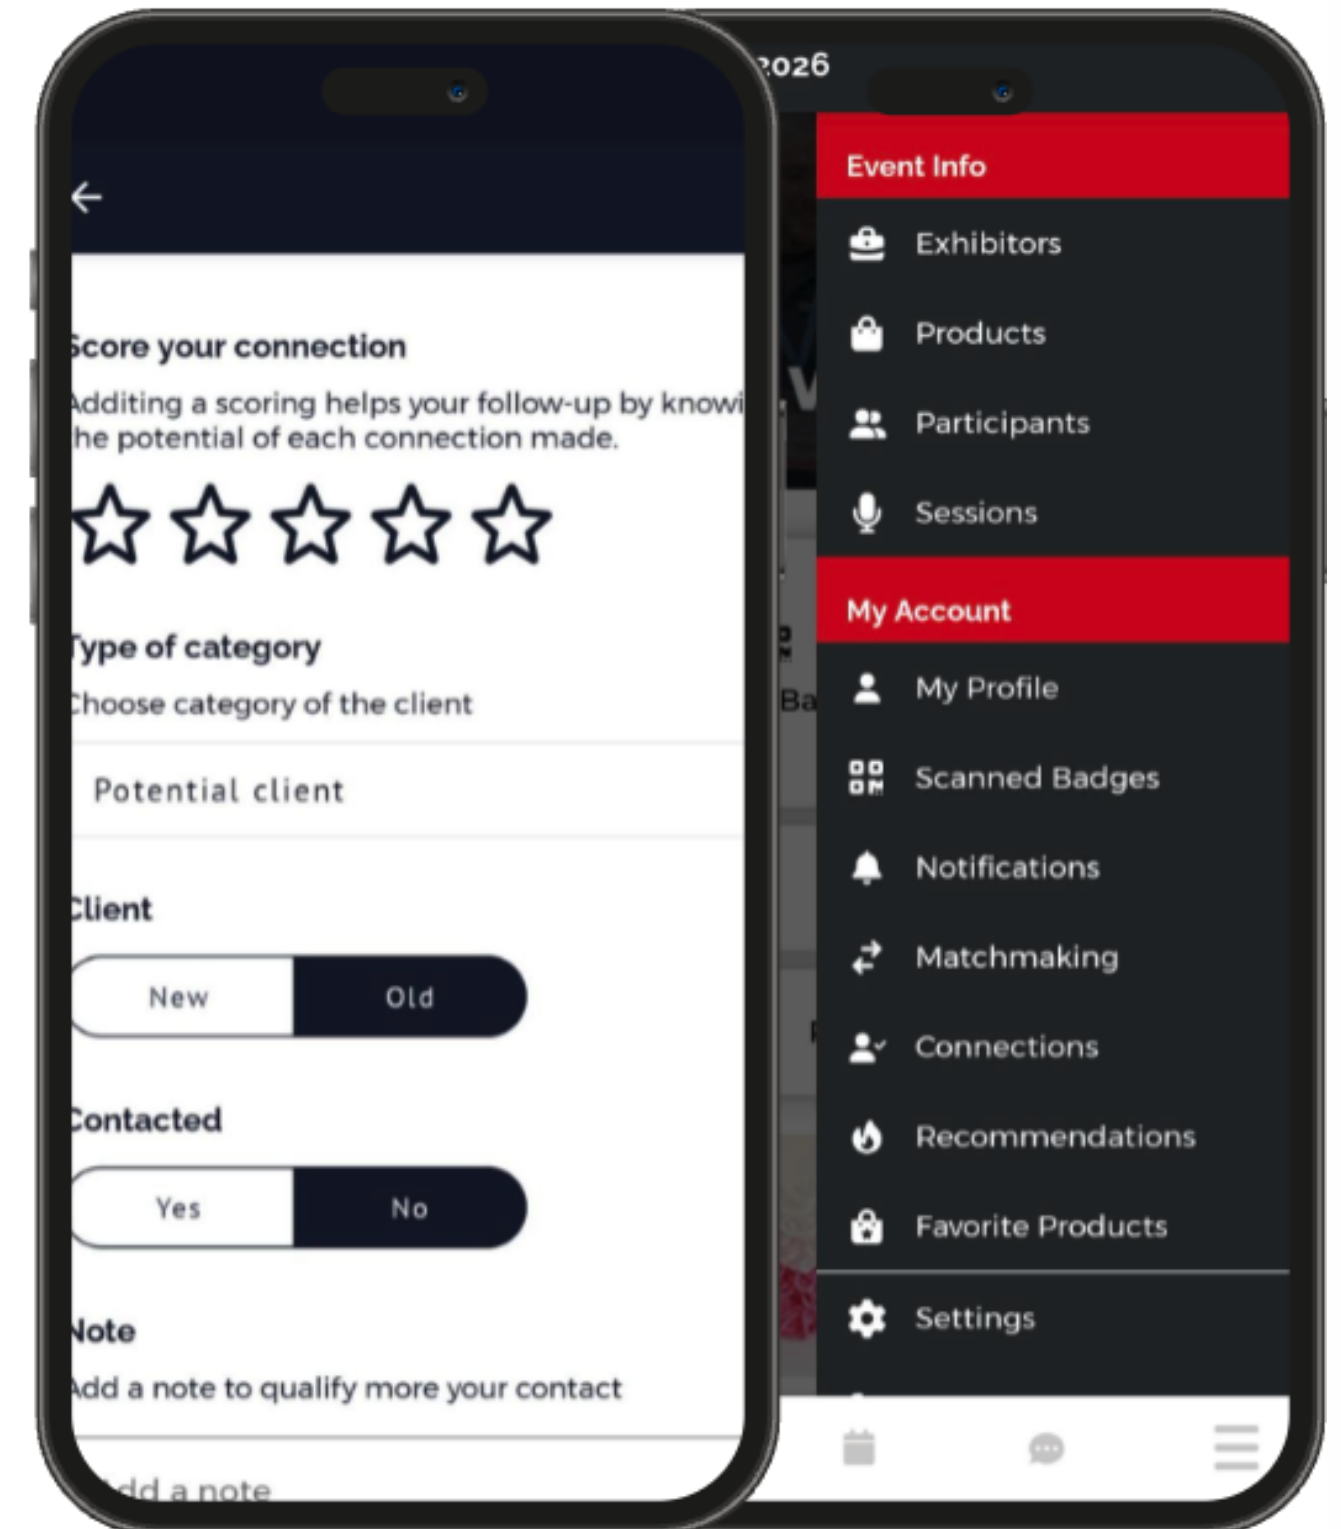 Score your connection
Additing a scoring helps your follow-up by knowi
the potential of each connection made.
Type of category
Choose category of the client
Potential client
Client
New Old
Contacted
Yes No
Note
Add a note to qualify more your contact
Add a note
2026
Event Info
Exhibitors
Products
Participants
Sessions
My Account
My Profile
Scanned Badges
Notifications
Matchmaking
Connections
Recommendations
Favorite Products
Settings